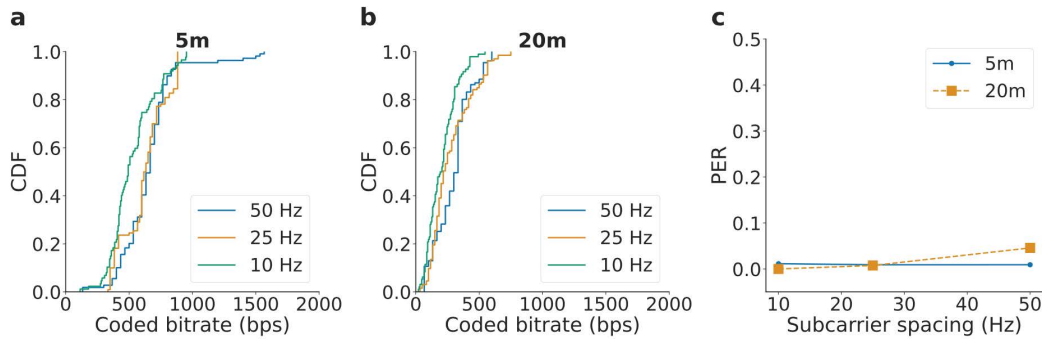 a
5m
CDF
1.0
0.8
0.6
0.4
0.2
0.0
0 500 1000 1500 2000
Coded bitrate (bps)
50 Hz
25 Hz
10 Hz
b
20m
CDF
1.0
0.8
0.6
0.4
0.2
0.0
0 500 1000 1500 2000
Coded bitrate (bps)
50 Hz
25 Hz
10 Hz
c
PER
0.5
0.4
0.3
0.2
0.1
0.0
10 20 30 40 50
Subcarrier spacing (Hz)
5m
20m